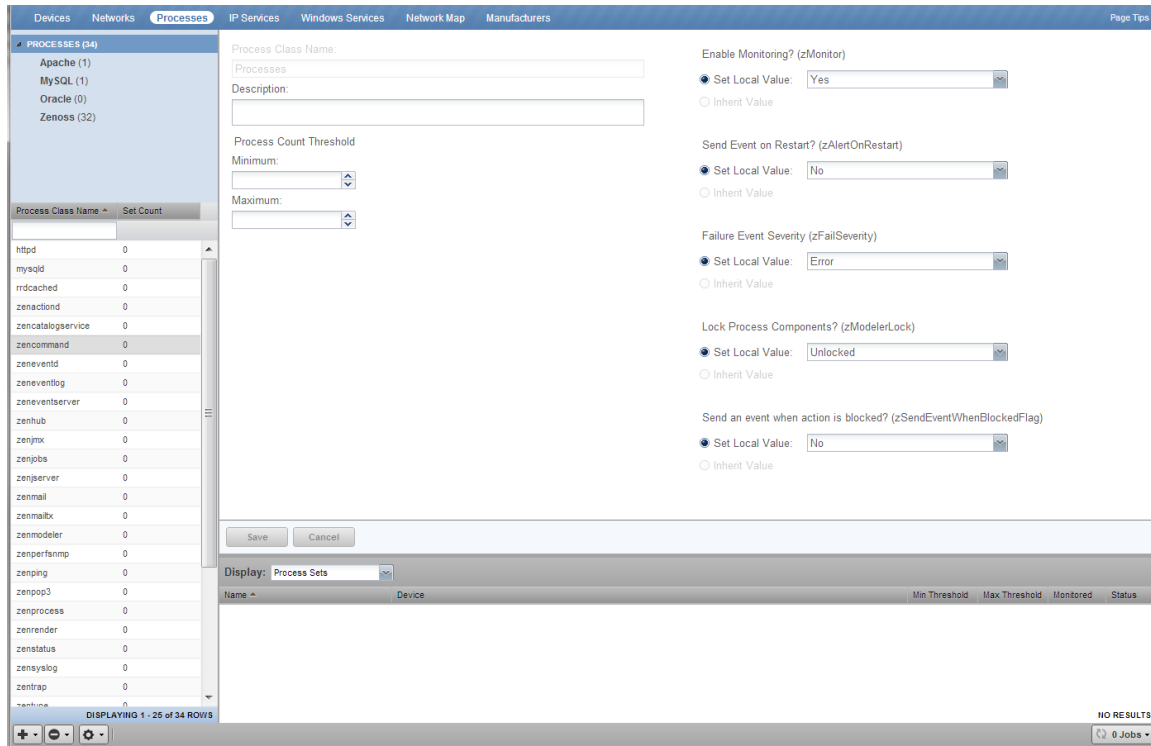 Devices Networks Processes IP Services Windows Services Network Map Manufacturers Page Tips
PROCESSES (34)
Apache (1)
MySQL (1)
Oracle (0)
Zenoss (32)
Process Class Name Set Count
httpd 0
mysqld 0
rrdcached 0
zenactiond 0
zencatalogservice 0
zencommand 0
zeneventd 0
zeneventlog 0
zeneventserver 0
zenhub 0
zenjmx 0
zenjobs 0
zenjserver 0
zenmail 0
zenmailtx 0
zenmodeler 0
zenperfsnmp 0
zenping 0
zenpop3 0
zenprocess 0
zenrender 0
zenstatus 0
zensyslog 0
zentrap 0
DISPLAYING 1 - 25 of 34 ROWS
Process Class Name:
Processes
Description:
Process Count Threshold
Minimum:
Maximum:
Enable Monitoring? (zMonitor)
Set Local Value: Yes
Inherit Value
Send Event on Restart? (zAlertOnRestart)
Set Local Value: No
Inherit Value
Failure Event Severity (zFailSeverity)
Set Local Value: Error
Inherit Value
Lock Process Components? (zModelerLock)
Set Local Value: Unlocked
Inherit Value
Send an event when action is blocked? (zSendEventWhenBlockedFlag)
Set Local Value: No
Inherit Value
Save Cancel
Display: Process Sets
Name Device Min Threshold Max Threshold Monitored Status
NO RESULTS
0 Jobs